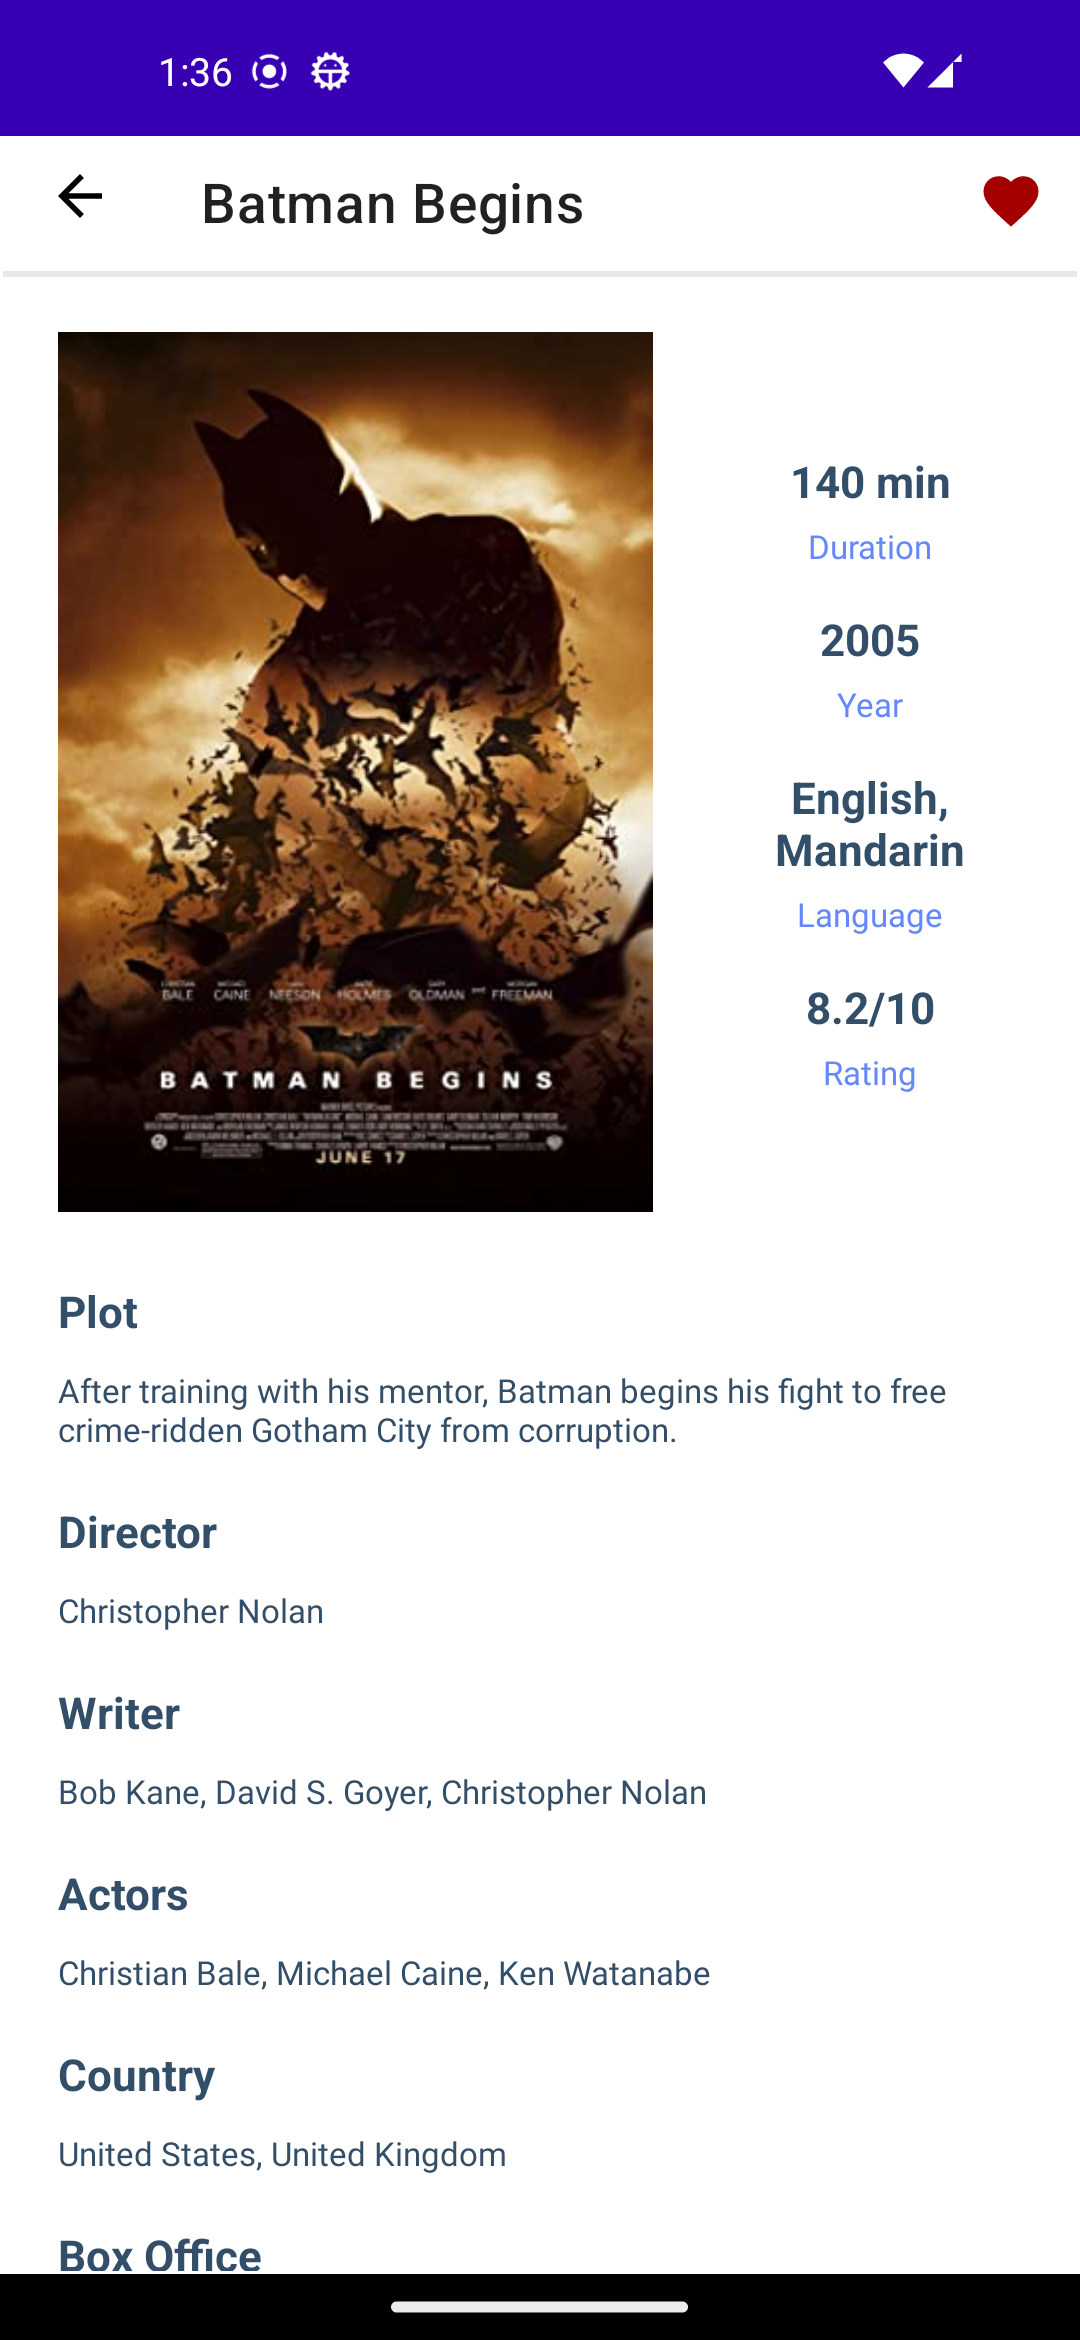 1:36
Batman Begins
BALE CAINE NEESON HOLMES OLDMAN and FREEMAN
BATMAN BEGINS
JUNE 17
140 min
Duration
2005
Year
English,
Mandarin
Language
8.2/10
Rating
Plot
After training with his mentor, Batman begins his fight to free
crime-ridden Gotham City from corruption.
Director
Christopher Nolan
Writer
Bob Kane, David S. Goyer, Christopher Nolan
Actors
Christian Bale, Michael Caine, Ken Watanabe
Country
United States, United Kingdom
Box Office